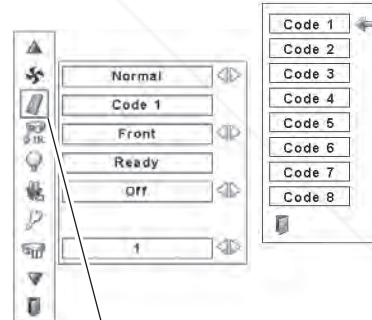 Normal
Code 1
Front
Ready
Off
1
Code 1
Code 2
Code 3
Code 4
Code 5
Code 6
Code 7
Code 8